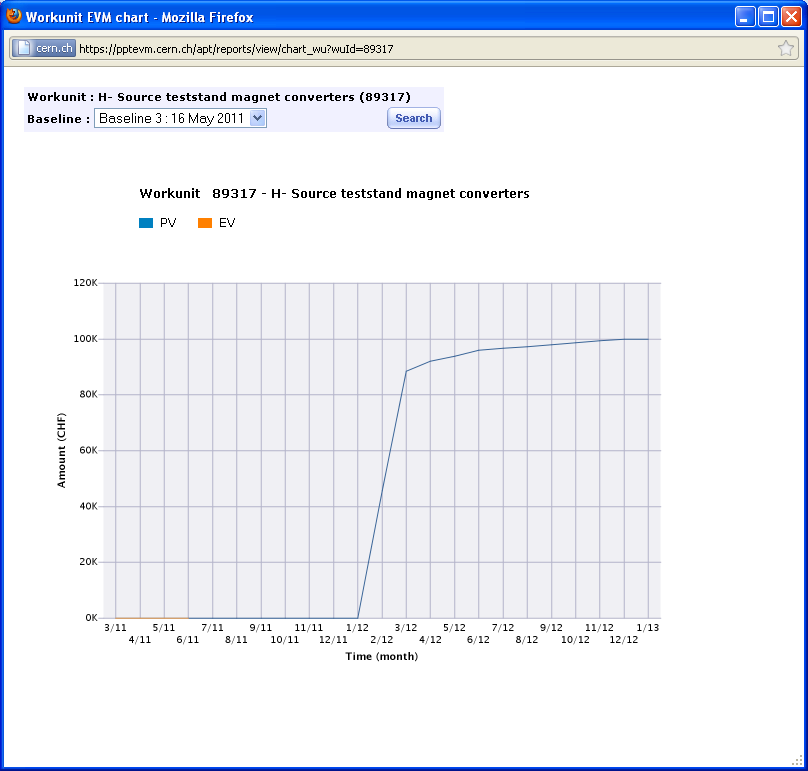 Workunit EVM chart - Mozilla Firefox
cern.ch https://pptevm.cern.ch/apt/reports/view/chart_wu?wuId=89317
Workunit : H- Source teststand magnet converters (89317)
Baseline : Baseline 3 : 16 May 2011 Search
Workunit 89317 - H- Source teststand magnet converters
PV EV
120K
100K
80K
60K
40K
20K
0K
Amount (CHF)
3/11 5/11 7/11 9/11 11/11 1/12 3/12 5/12 7/12 9/12 11/12 1/13
4/11 6/11 8/11 10/11 12/11 2/12 4/12 6/12 8/12 10/12 12/12
Time (month)